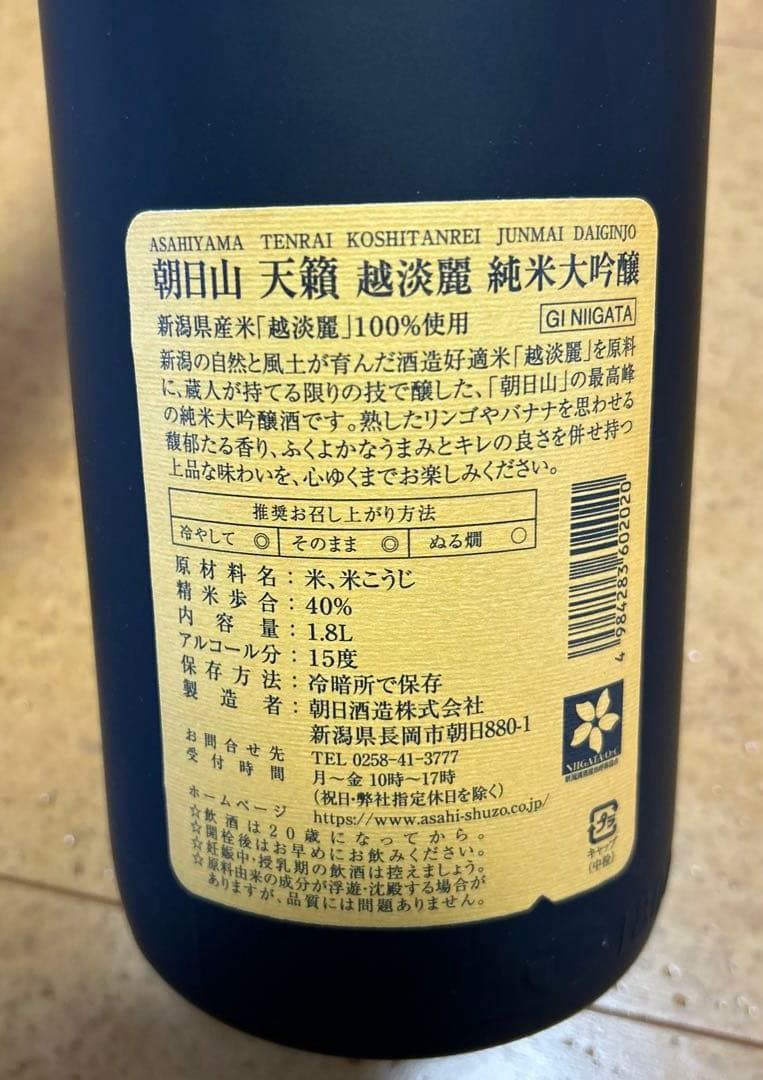 ASAHIYAMA TENRAI KOSHITANREI JUNMAI DAIGINJO
朝日山 天籟 越淡麗 純米大吟醸
新潟県産米「越淡麗」100%使用
GI NIIGATA
新潟の自然と風土が育んだ酒造好適米「越淡麗」を原料
に、蔵人が持てる限りの技で醸した、「朝日山」の最高峰
の純米大吟醸酒です。熟したリンゴやバナナを思わせる
馥郁たる香り、ふくよかなうまみとキレの良さを併せ持つ
上品な味わいを、心ゆくまでお楽しみください。
推奨お召し上がり方法
冷やして ◎ そのまま ◎ ぬる燗 ○
原材料名：米、米こうじ
精米歩合：40%
内容量：1.8L
アルコール分：15度
保存方法：冷暗所で保存
製造者：朝日酒造株式会社
新潟県長岡市朝日880-1
お問合せ先 TEL 0258-41-3777
受付時間 月～金 10時～17時
（祝日・弊社指定休日を除く）
ホームページ https://www.asahi-shuzo.co.jp/
☆飲酒は20歳になってから。
☆開栓後はお早めにお飲みください。
☆妊娠中・授乳期の飲酒は控えましょう。
☆原料由来の成分が浮遊・沈殿する場合が
ありますが、品質には問題ありません。
4 984283 602020
NIIGATA O.C
プラ
キャップ
(中栓)